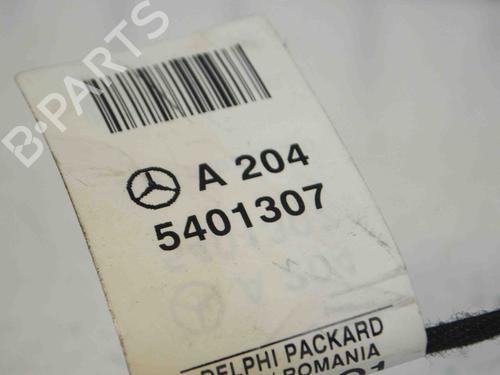 B·PARTS
A 204
5401307
DELPHI PACKARD
ROMANIA